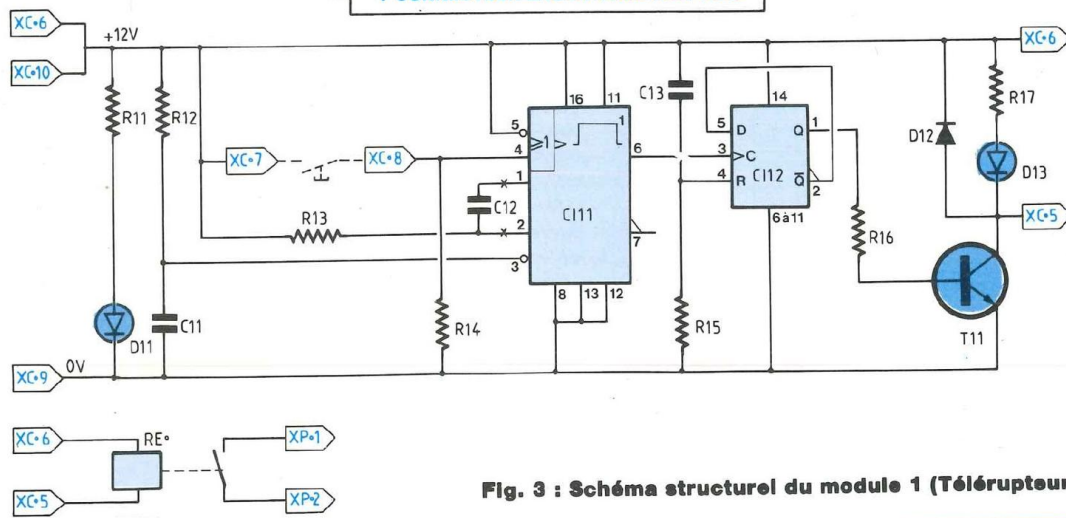 XC•6
XC•10
+12V
R11
R12
XC•7
XC•8
R13
C12
D11
C11
R14
XC•9
0V
5
4
1
2
3
≥1
1
16
11
6
7
8
13
12
CI11
C13
R15
5
3
4
D
C
R
Q
Q̅
CI12
14
1
2
6à11
R16
D12
R17
D13
XC•6
XC•5
T11
XC•6
XC•5
RE•
XP•1
XP•2
Fig. 3 : Schéma structurel du module 1 (Télérupteur